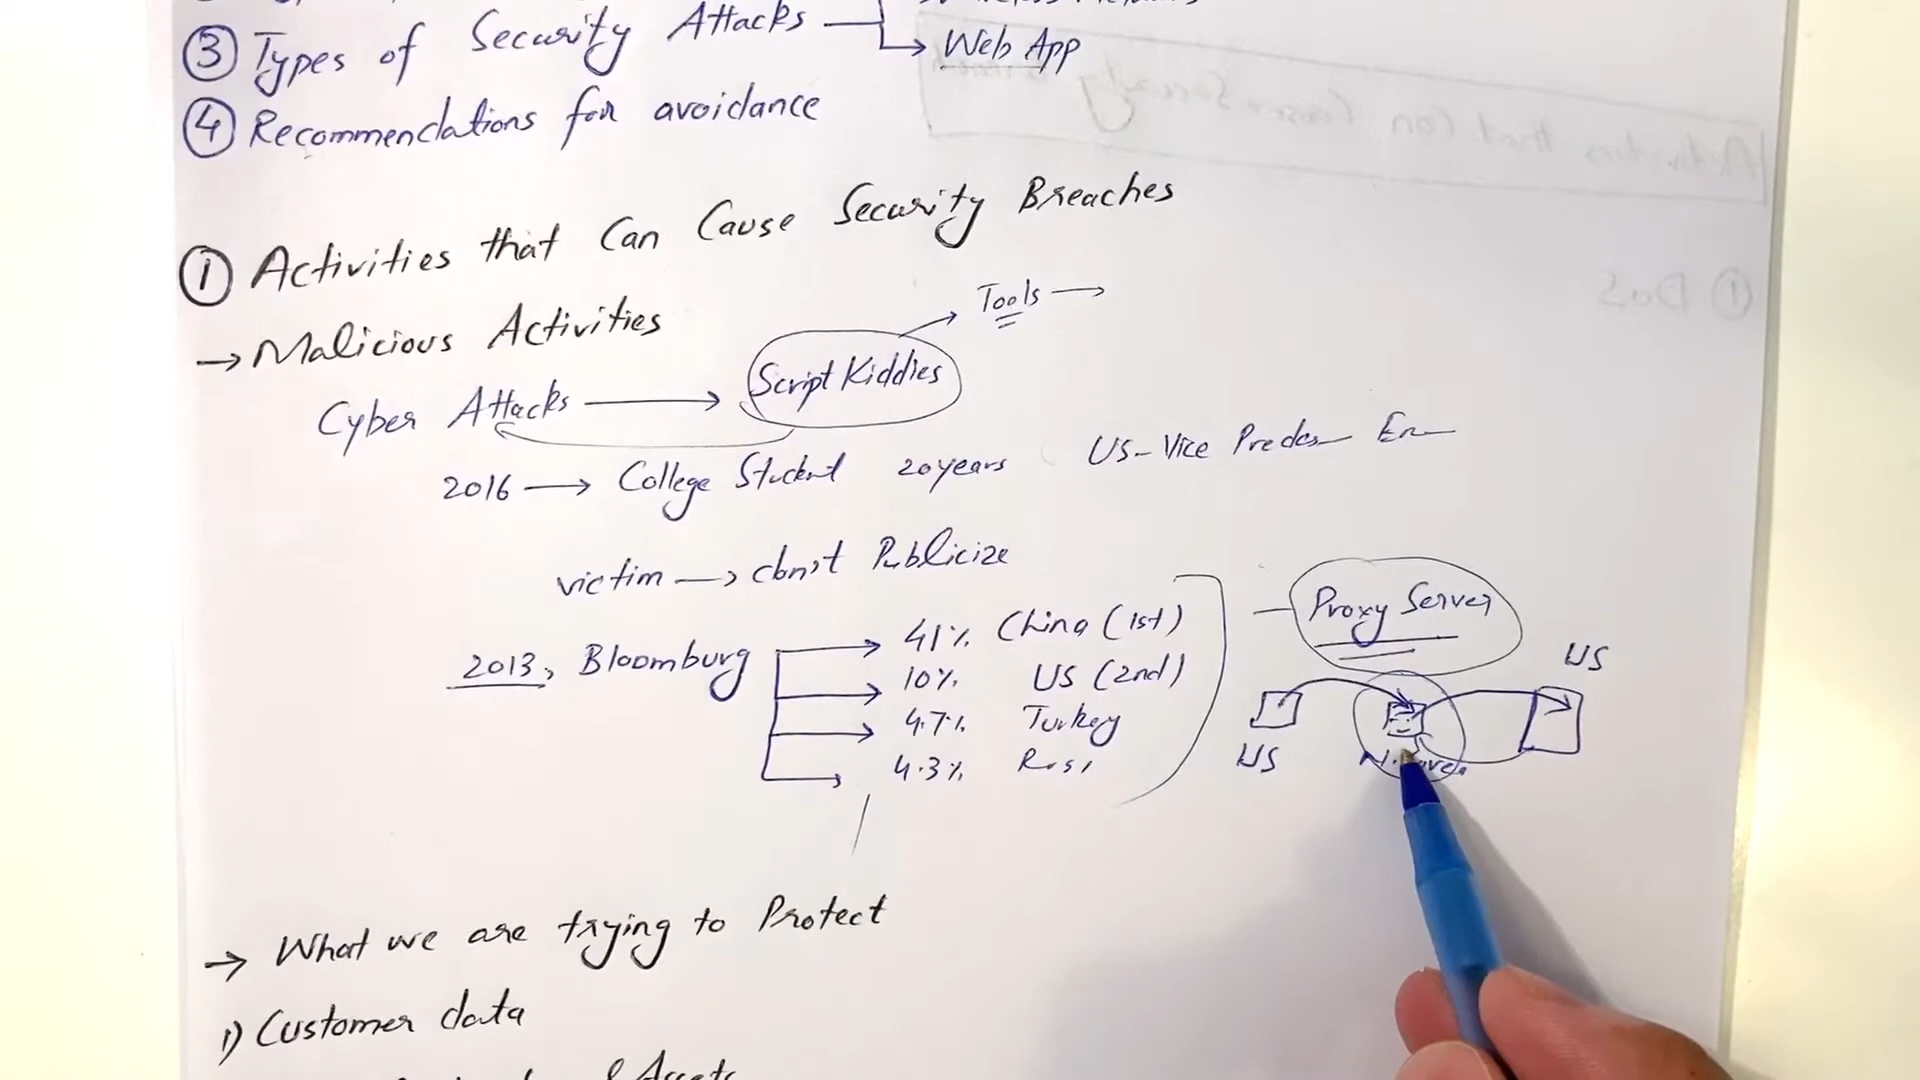 ③ Types of Security Attacks
Web App
④ Recommendations for avoidance
① Activities that Can Cause Security Breaches
→ Malicious Activities
Tools →
Cyber Attacks → Script Kiddies
2016 → College Student 20 years US-Vice
victim → don't Publicize
2013, Bloomburg
41% China (1st)
10% US (2nd)
4.7% Turkey
4.3%
Proxy Server
US
US
→ What we are trying to Protect
1) Customer data
Assets